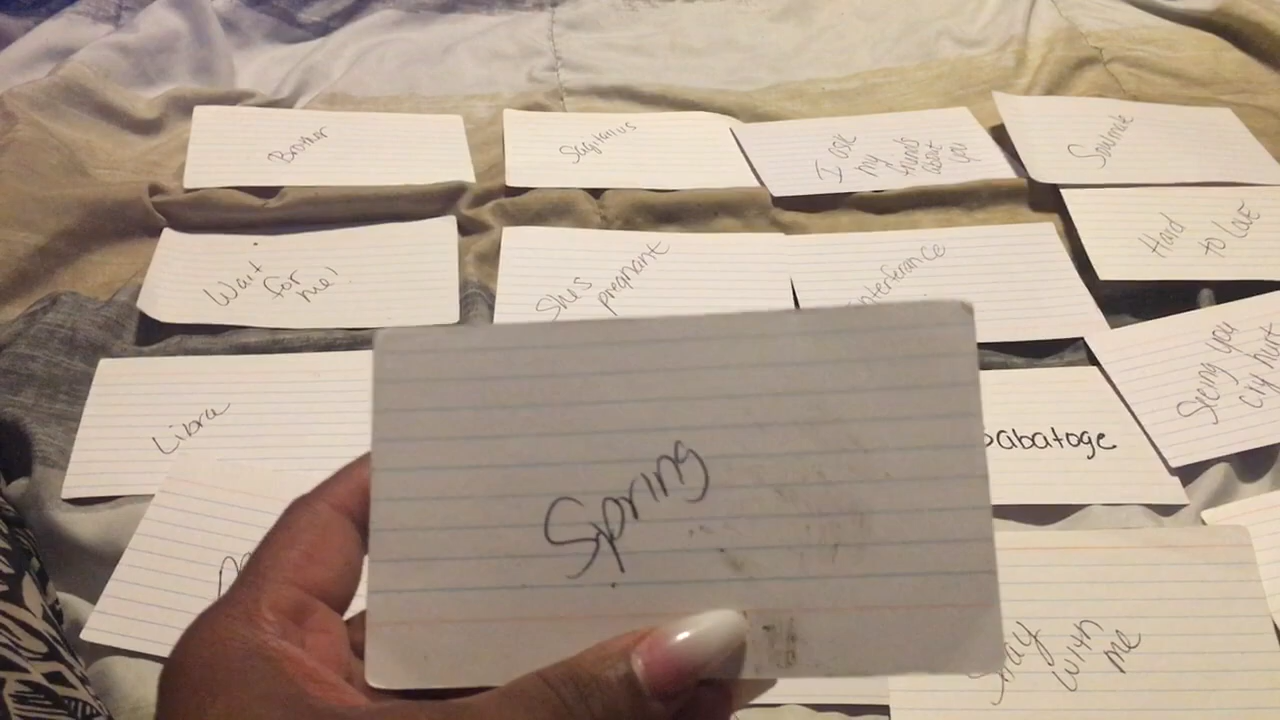 Brother
Sagitarius
I ask
my
friends
about
you
Soulmate
Wait
for
me!
She's
pregnant
interferance
Hard
to love
Libra
Spring
sabatoge
Seeing you
cry hurt
Stay
with
me